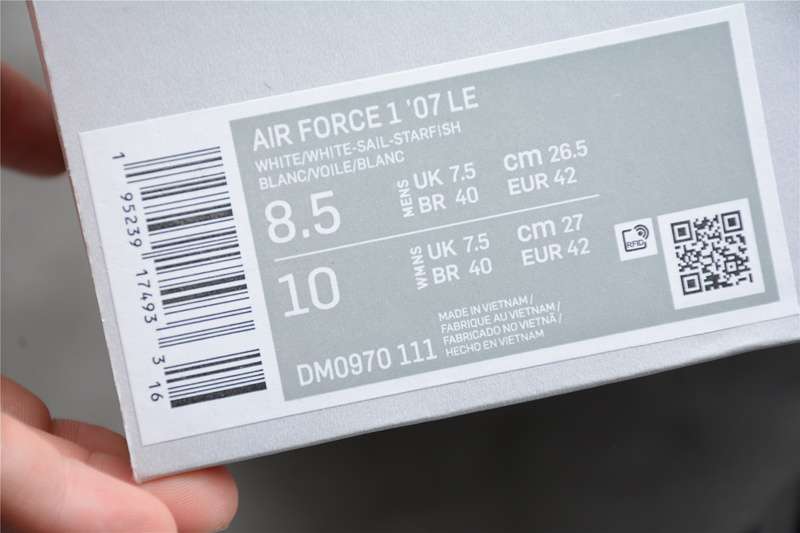 AIR FORCE 1 '07 LE
WHITE/WHITE-SAIL-STARFISH
BLANC/VOILE/BLANC
8.5
MENS
UK 7.5
BR 40
cm 26.5
EUR 42
10
WMNS
UK 7.5
BR 40
cm 27
EUR 42
RFID
MADE IN VIETNAM/
FABRIQUE AU VIETNAM/
FABRICADO NO VIETNÃ/
HECHO EN VIETNAM
DM0970 111
1 95239 17493 3 16